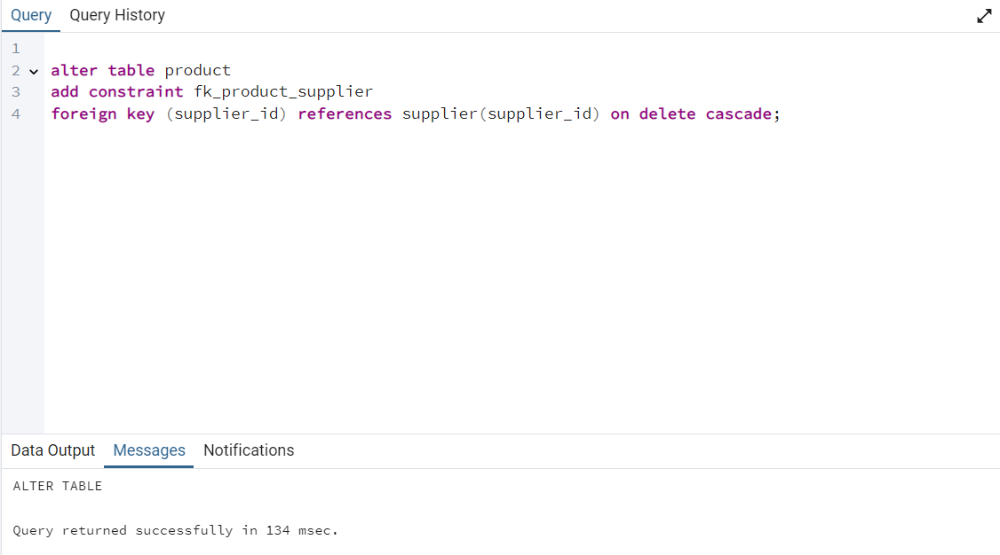 Query Query History
1
2 alter table product
3 add constraint fk_product_supplier
4 foreign key (supplier_id) references supplier(supplier_id) on delete cascade;
Data Output Messages Notifications
ALTER TABLE
Query returned successfully in 134 msec.